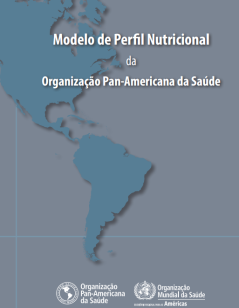 Modelo de Perfil Nutricional
da
Organização Pan-Americana da Saúde
Organização
Pan-Americana
da Saúde
Organização
Mundial da Saúde
Américas